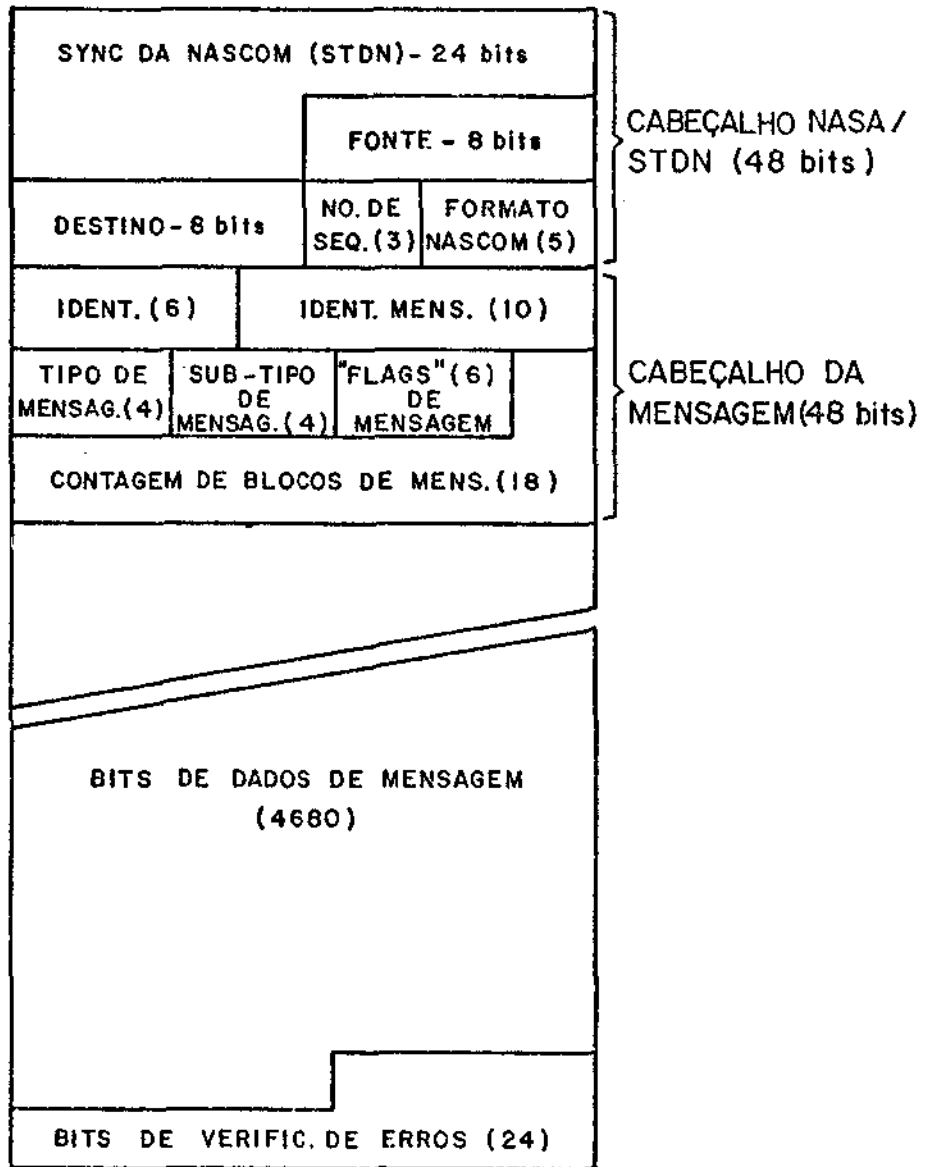 SYNC DA NASCOM (STDN) - 24 bits
FONTE - 8 bits
CABEÇALHO NASA/
STDN (48 bits)
DESTINO - 8 bits
NO. DE
SEQ. (3)
FORMATO
NASCOM (5)
IDENT. (6)
IDENT. MENS. (10)
TIPO DE
MENSAG. (4)
SUB-TIPO
DE
MENSAG. (4)
"FLAGS" (6)
DE
MENSAGEM
CABEÇALHO DA
MENSAGEM (48 bits)
CONTAGEM DE BLOCOS DE MENS. (18)
BITS DE DADOS DE MENSAGEM
(4680)
BITS DE VERIFIC. DE ERROS (24)